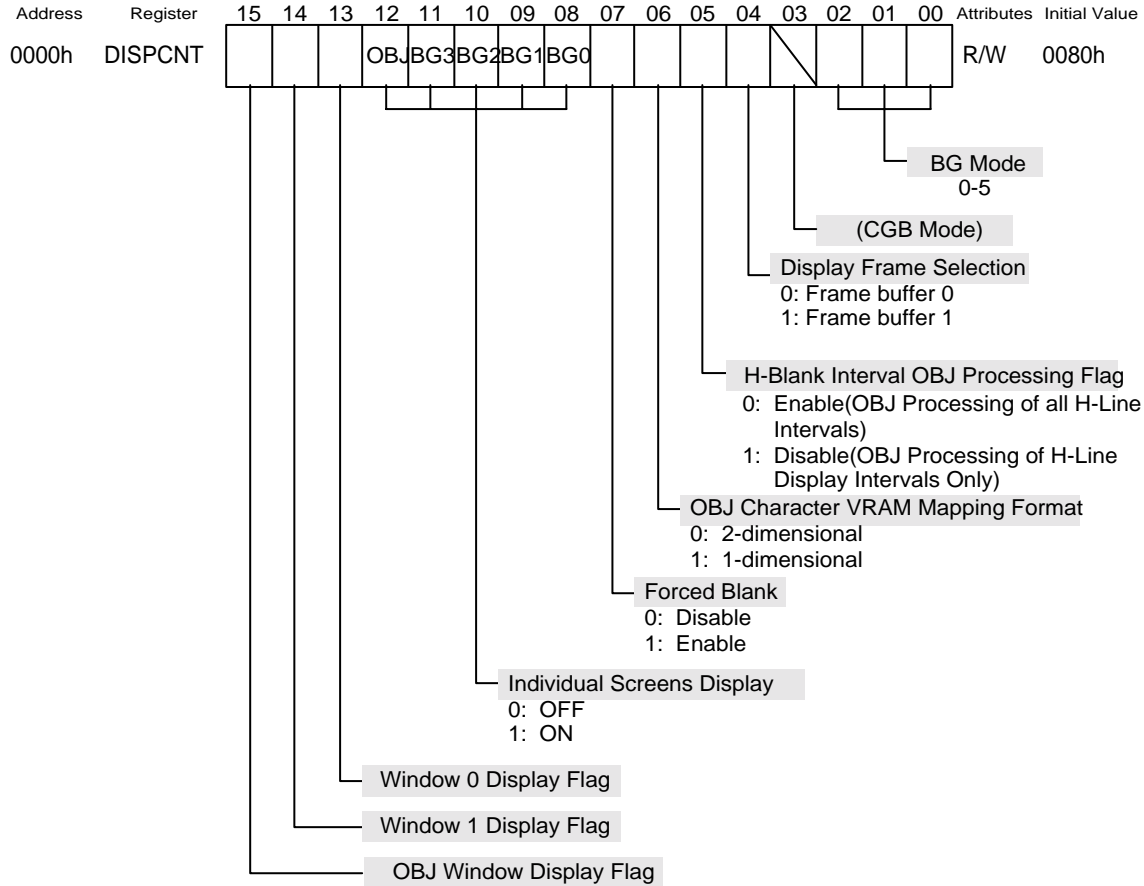 Address Register 15 14 13 12 11 10 09 08 07 06 05 04 03 02 01 00 Attributes Initial Value
0000h DISPCNT OBJ BG3 BG2 BG1 BG0 R/W 0080h
BG Mode
0-5
(CGB Mode)
Display Frame Selection
0: Frame buffer 0
1: Frame buffer 1
H-Blank Interval OBJ Processing Flag
0: Enable(OBJ Processing of all H-Line
Intervals)
1: Disable(OBJ Processing of H-Line
Display Intervals Only)
OBJ Character VRAM Mapping Format
0: 2-dimensional
1: 1-dimensional
Forced Blank
0: Disable
1: Enable
Individual Screens Display
0: OFF
1: ON
Window 0 Display Flag
Window 1 Display Flag
OBJ Window Display Flag